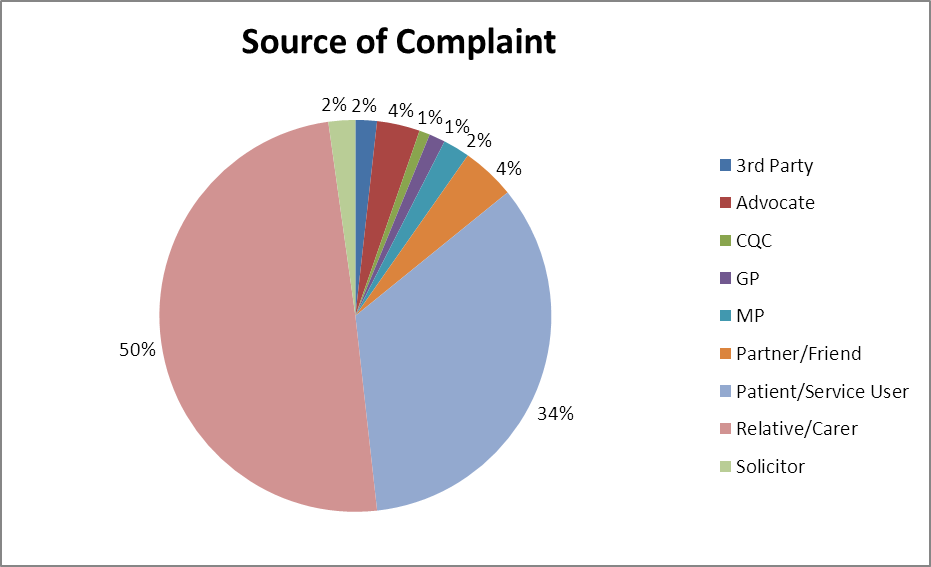 Source of Complaint
2%
2%
4%
1%
1%
2%
4%
34%
50%
3rd Party
Advocate
CQC
GP
MP
Partner/Friend
Patient/Service User
Relative/Carer
Solicitor